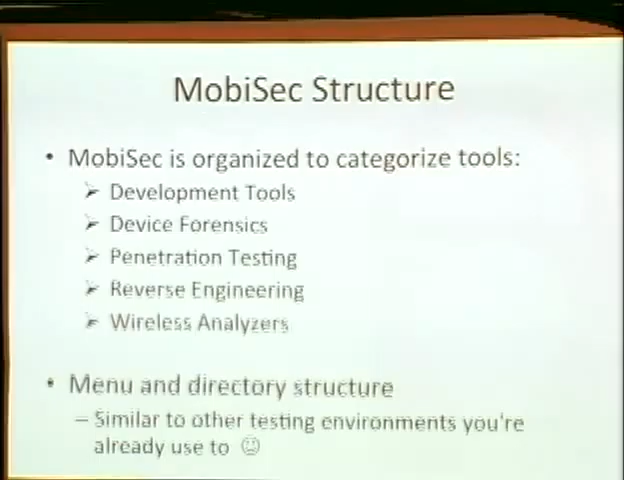 MobiSec Structure
• MobiSec is organized to categorize tools:
➢ Development Tools
➢ Device Forensics
➢ Penetration Testing
➢ Reverse Engineering
➢ Wireless Analyzers
• Menu and directory structure
– Similar to other testing environments you're
already use to ☺